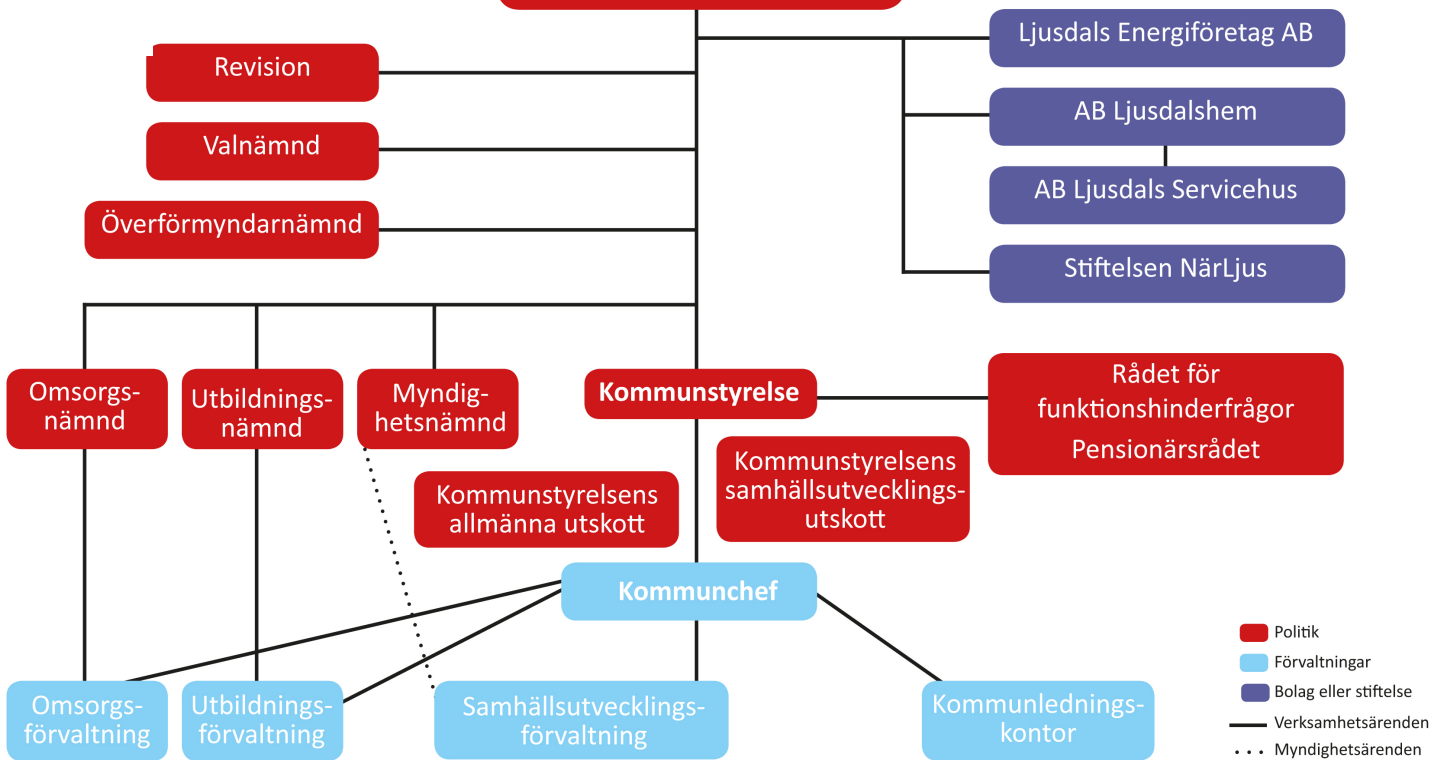 Revision
Valnämnd
Överförmyndarnämnd
Ljusdals Energiföretag AB
AB Ljusdalshem
AB Ljusdals Servicehus
Stiftelsen NärLjus
Omsorgs-
nämnd
Utbildnings-
nämnd
Myndig-
hetsnämnd
Kommunstyrelse
Rådet för
funktionshinderfrågor
Pensionärsrådet
Kommunstyrelsens
allmänna utskott
Kommunstyrelsens
samhällsutvecklings-
utskott
Kommunchef
Omsorgs-
förvaltning
Utbildnings-
förvaltning
Samhällsutvecklings-
förvaltning
Kommunlednings-
kontor
Politik
Förvaltningar
Bolag eller stiftelse
Verksamhetsärenden
Myndighetsärenden